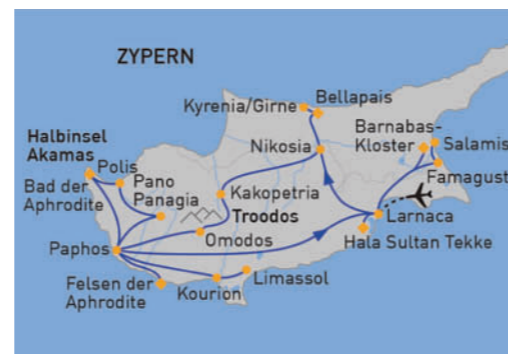 ZYPERN
Kyrenia/Girne
Bellapais
Barnabas-
Kloster
Salamis
Halbinsel
Akamas
Nikosia
Polis
Famagust
Bad der
Aphrodite
Pano
Panagia
Kakopetria
Troodos
Larnaca
Paphos
Omodos
Hala Sultan Tekke
Felsen der
Aphrodite
Kourion
Limassol